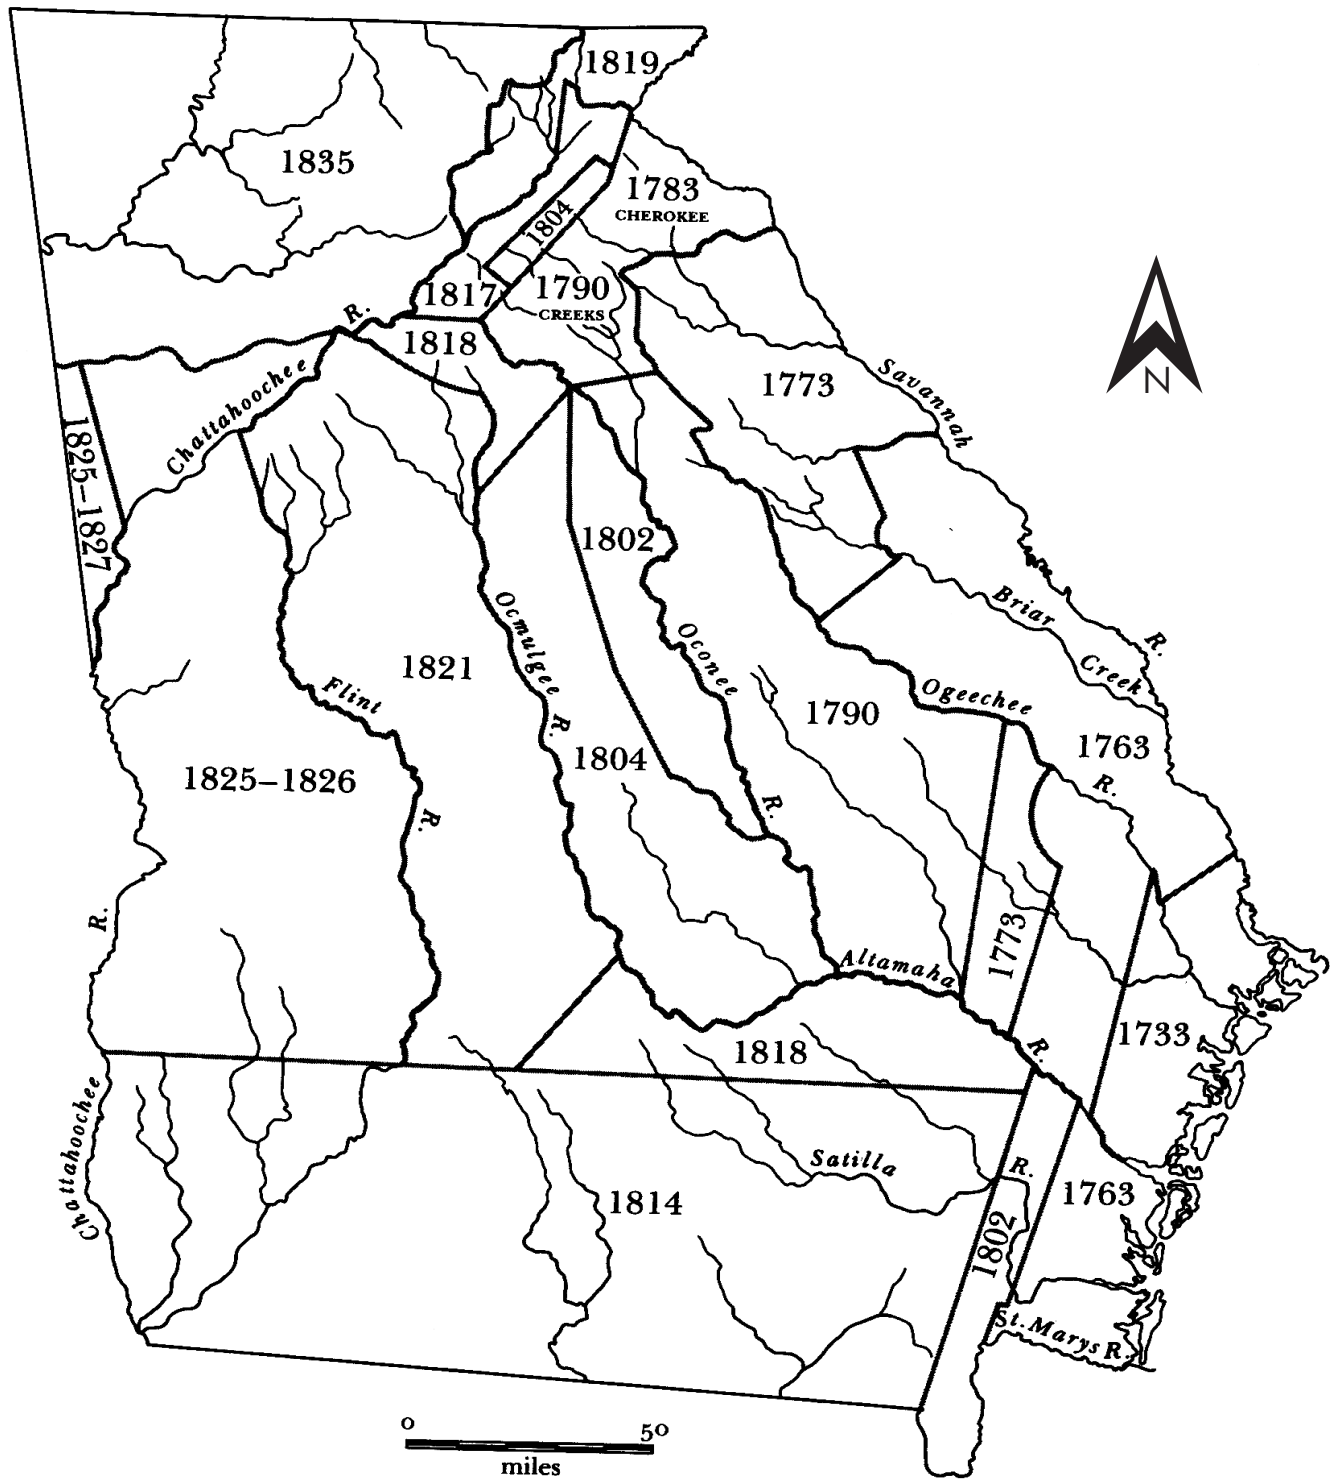 1819
1835
1783
CHEROKEE
1804
1817
1790
CREEKS
R.
1818
Chattahoochee
1773
Savannah
R.
1825–1827
1802
Ocmulgee
R.
Oconee
R.
Briar
Creek
1821
Flint
R.
1790
Ogeechee
R.
1763
1804
1825–1826
R.
Altamaha
R.
1773
1733
1818
Chattahoochee
Satilla
R.
1814
1763
1802
St. Marys R.
N
0 50
miles